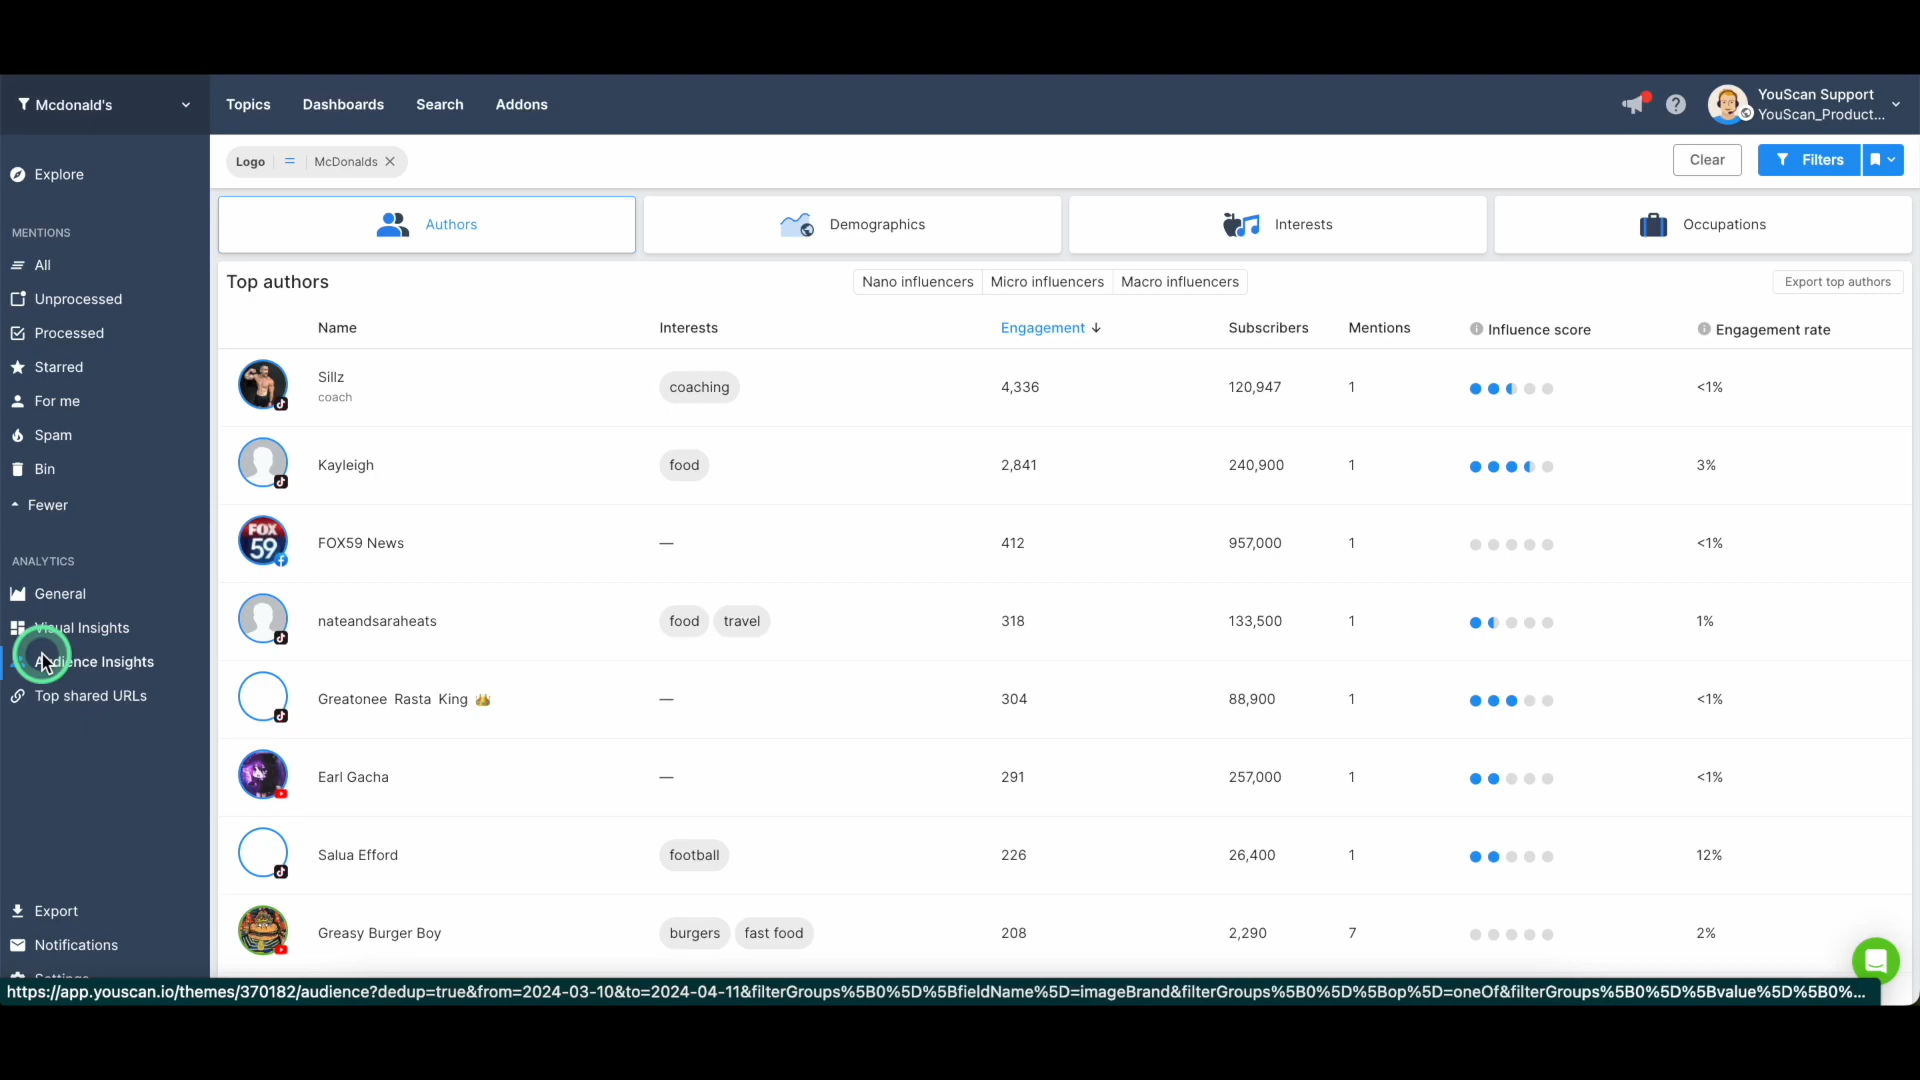 Mcdonald's
Topics Dashboards Search Addons
YouScan Support
YouScan_Product...
Logo = McDonalds
Clear Filters
Explore
MENTIONS
All
Unprocessed
Processed
Starred
For me
Spam
Bin
Fewer
ANALYTICS
General
Visual Insights
Audience Insights
Top shared URLs
Export
Notifications
Settings
Authors Demographics Interests Occupations
Top authors Nano influencers Micro influencers Macro influencers Export top authors
Name Interests Engagement ↓ Subscribers Mentions Influence score Engagement rate
Sillz coaching 4,336 120,947 1 <1%
coach
Kayleigh food 2,841 240,900 1 3%
FOX
59
FOX59 News — 412 957,000 1 <1%
nateandsaraheats food travel 318 133,500 1 1%
Greatonee Rasta King — 304 88,900 1 <1%
Earl Gacha — 291 257,000 1 <1%
Salua Efford football 226 26,400 1 12%
Greasy Burger Boy burgers fast food 208 2,290 7 2%
https://app.youscan.io/themes/370182/audience?dedup=true&from=2024-03-10&to=2024-04-11&filterGroups%5B0%5D%5BfieldName%5D=imageBrand&filterGroups%5B0%5D%5Bop%5D=oneOf&filterGroups%5B0%5D%5Bvalue%5D%5B0%...